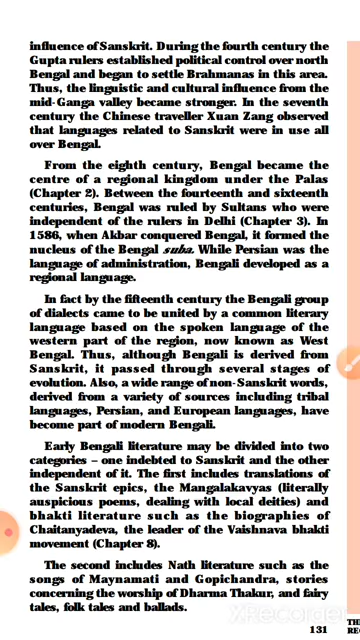 influence of Sanskrit. During the fourth century the
Gupta rulers established political control over north
Bengal and began to settle Brahmanas in this area.
Thus, the linguistic and cultural influence from the
mid-Ganga valley became stronger. In the seventh
century the Chinese traveller Xuan Zang observed
that languages related to Sanskrit were in use all
over Bengal.
From the eighth century, Bengal became the
centre of a regional kingdom under the Palas
(Chapter 2). Between the fourteenth and sixteenth
centuries, Bengal was ruled by Sultans who were
independent of the rulers in Delhi (Chapter 3). In
1586, when Akbar conquered Bengal, it formed the
nucleus of the Bengal suba. While Persian was the
language of administration, Bengali developed as a
regional language.
In fact by the fifteenth century the Bengali group
of dialects came to be united by a common literary
language based on the spoken language of the
western part of the region, now known as West
Bengal. Thus, although Bengali is derived from
Sanskrit, it passed through several stages of
evolution. Also, a wide range of non-Sanskrit words,
derived from a variety of sources including tribal
languages, Persian, and European languages, have
become part of modern Bengali.
Early Bengali literature may be divided into two
categories – one indebted to Sanskrit and the other
independent of it. The first includes translations of
the Sanskrit epics, the Mangalakavyas (literally
auspicious poems, dealing with local deities) and
bhakti literature such as the biographies of
Chaitanyadeva, the leader of the Vaishnava bhakti
movement (Chapter 8).
The second includes Nath literature such as the
songs of Maynamati and Gopichandra, stories
concerning the worship of Dharma Thakur, and fairy
tales, folk tales and ballads.
XRecorder
131